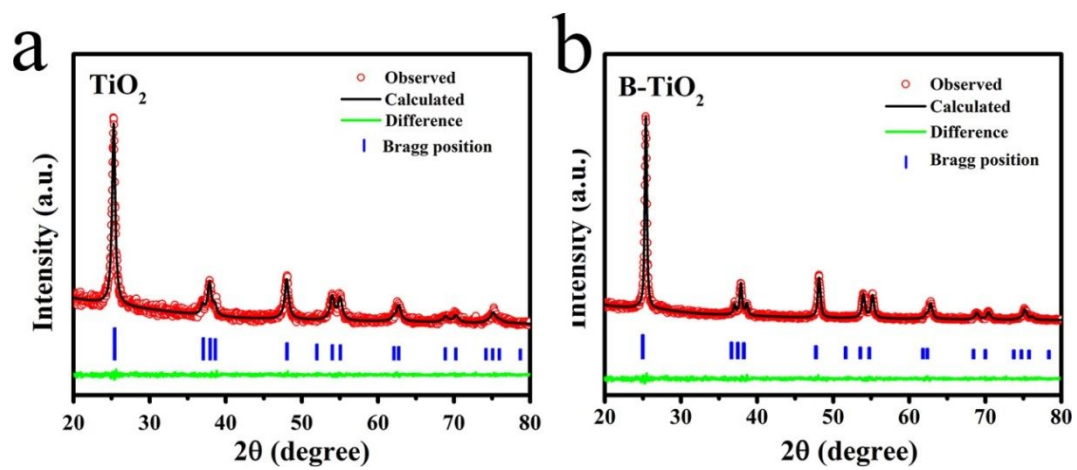 a
TiO₂
Observed
Calculated
Difference
Bragg position
Intensity (a.u.)
20 30 40 50 60 70 80
2θ (degree)
b
B-TiO₂
Observed
Calculated
Difference
Bragg position
Intensity (a.u.)
20 30 40 50 60 70 80
2θ (degree)